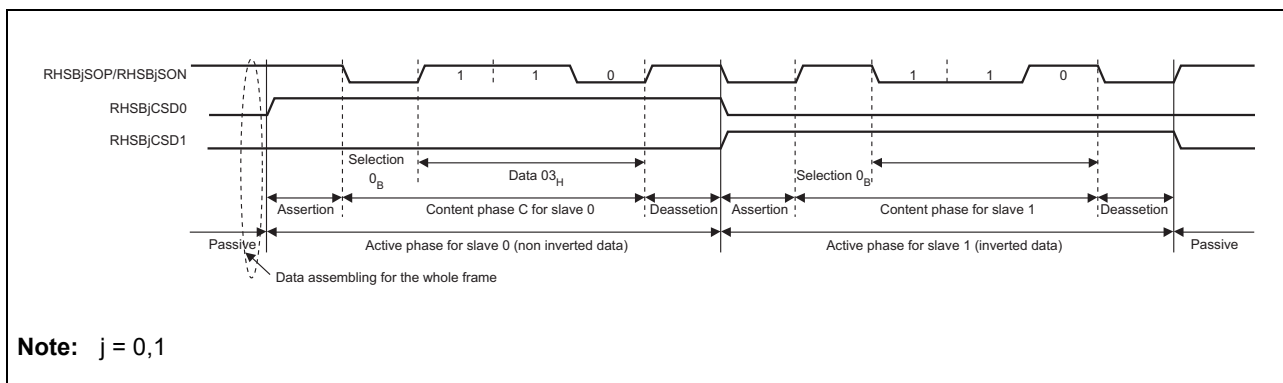 RHSBjSOP/RHSBjSON
1 1 0 1 1 0
RHSBjCSD0
RHSBjCSD1
Selection
0B Data 03H Selection 0B
Assertion Content phase C for slave 0 Deassetion Assertion Content phase for slave 1 Deassetion
Passive Active phase for slave 0 (non inverted data) Active phase for slave 1 (inverted data) Passive
Data assembling for the whole frame
Note: j = 0,1